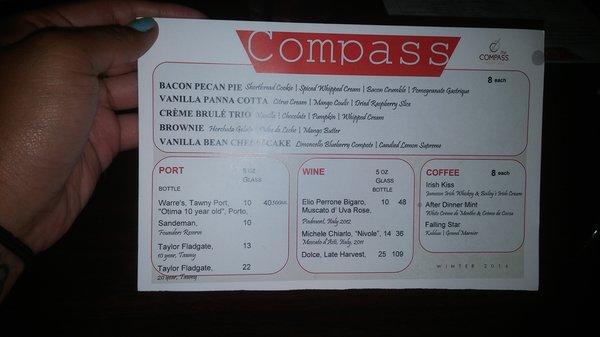 Compass
THE
COMPASS
8 each
BACON PECAN PIE Shortbread Cookie | Spiced Whipped Cream | Bacon Crumble | Pomegranate Gastrique
VANILLA PANNA COTTA Citrus Cream | Mango Coulis | Dried Raspberry Slice
CRÈME BRULÉ TRIO Vanilla | Chocolate | Pumpkin | Whipped Cream
BROWNIE Horchata Gelato | Dulce de Leche | Mango Butter
VANILLA BEAN CHEESECAKE Limoncello Blueberry Compote | Candied Lemon Supreme
PORT 5 OZ
GLASS
BOTTLE
Warre's, Tawny Port, 10 40
"Otima 10 year old", Porto,
Sandeman, 10
Founders Reserve
Taylor Fladgate, 13
10 year, Tawny
Taylor Fladgate, 22
20 year, Tawny
WINE 5 OZ
GLASS
BOTTLE
Elio Perrone Bigaro, 10 48
Muscato d' Uva Rose,
Piedmont, Italy 2012
Michele Chiarlo, "Nivole", 14 36
Moscato d'Asti, Italy, 2011
Dolce, Late Harvest, 25 109
COFFEE 8 each
Irish Kiss
Jameson Irish Whiskey & Bailey's Irish Cream
After Dinner Mint
White Crème de Menthe & Crème de Cocoa
Falling Star
Kahlua | Grand Marnier
WINTER 2014